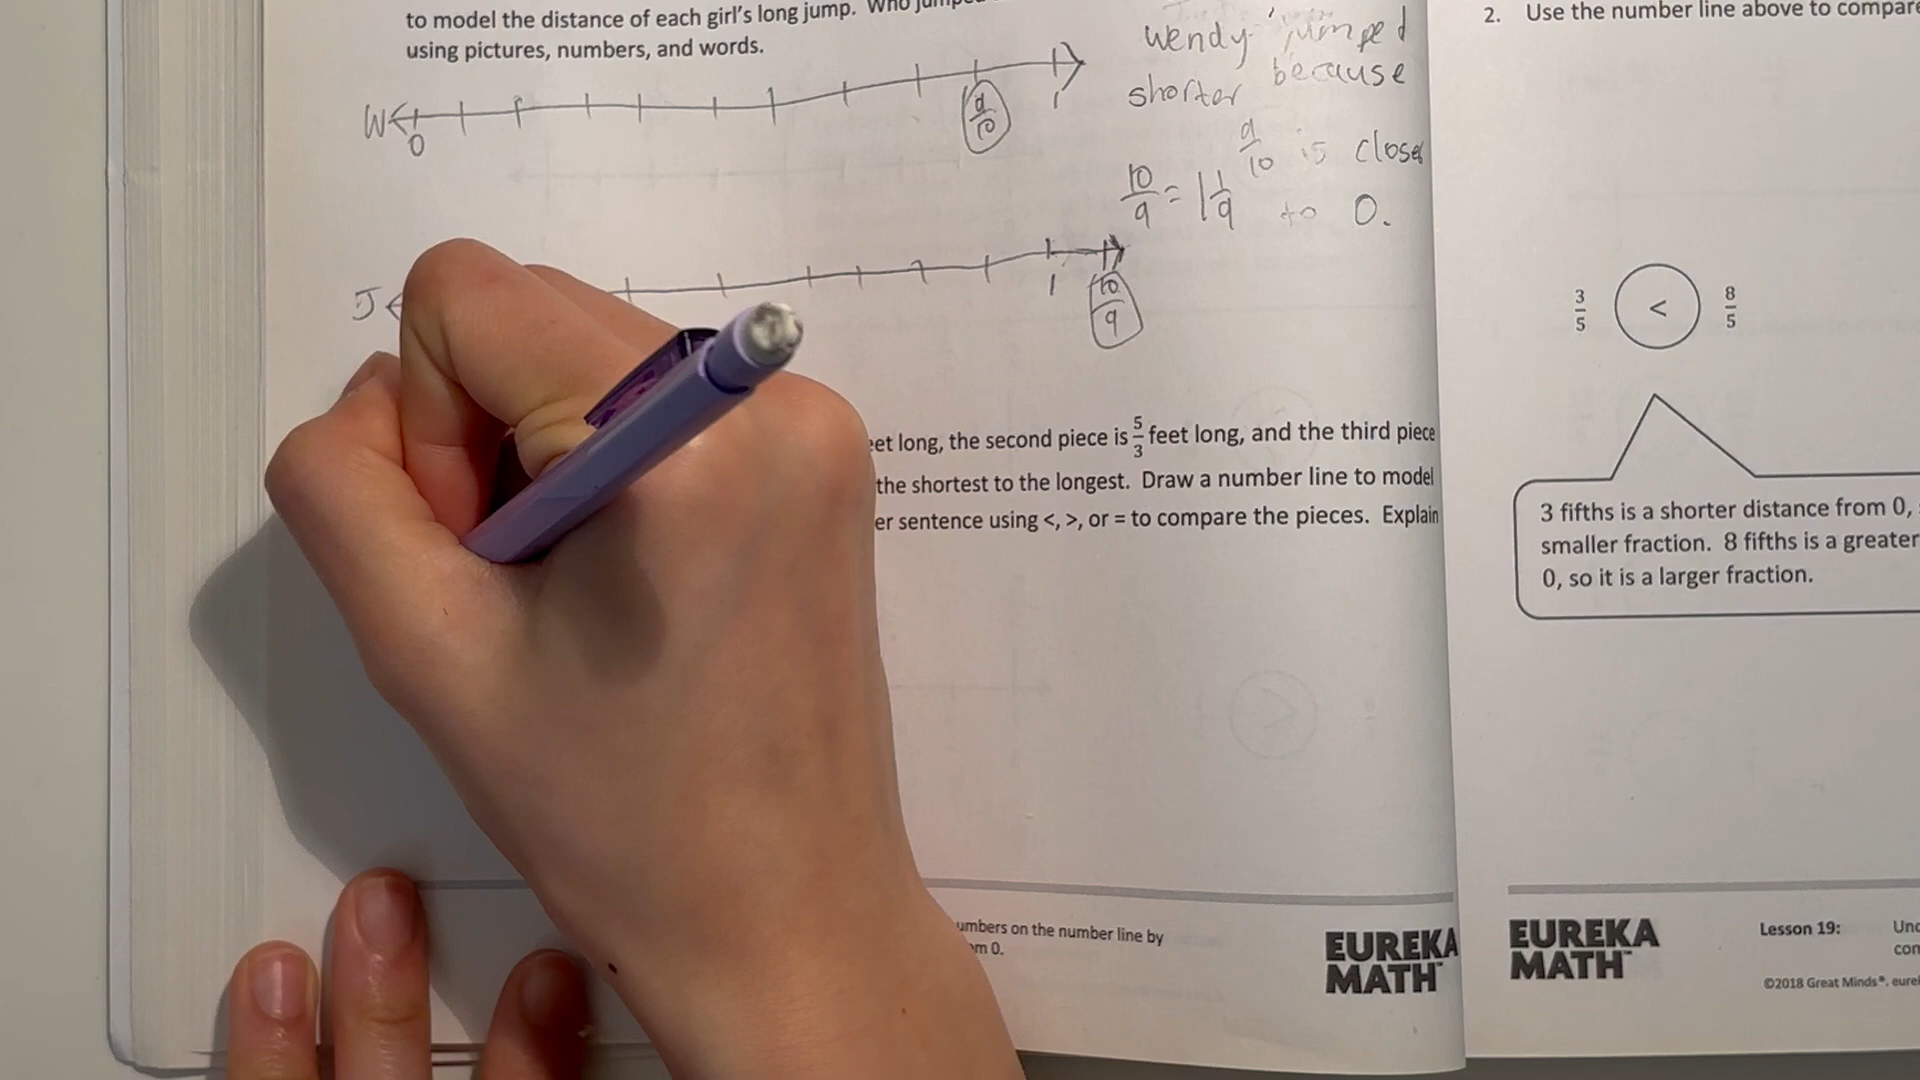 to model the distance of each girl's long jump. Who
using pictures, numbers, and words.
W
0
9/10
1
wendy jumped
shorter because
9/10 is closer
to 0.
10/9 = 1 1/9
J
1
10/9
et long, the second piece is 5/3 feet long, and the third piece
the shortest to the longest. Draw a number line to model
er sentence using <, >, or = to compare the pieces. Explain
umbers on the number line by
om 0.
EUREKA
MATH™
2. Use the number line above to compare
3/5 < 8/5
3 fifths is a shorter distance from 0,
smaller fraction. 8 fifths is a greater
0, so it is a larger fraction.
EUREKA
MATH™
Lesson 19:
©2018 Great Minds®. eure